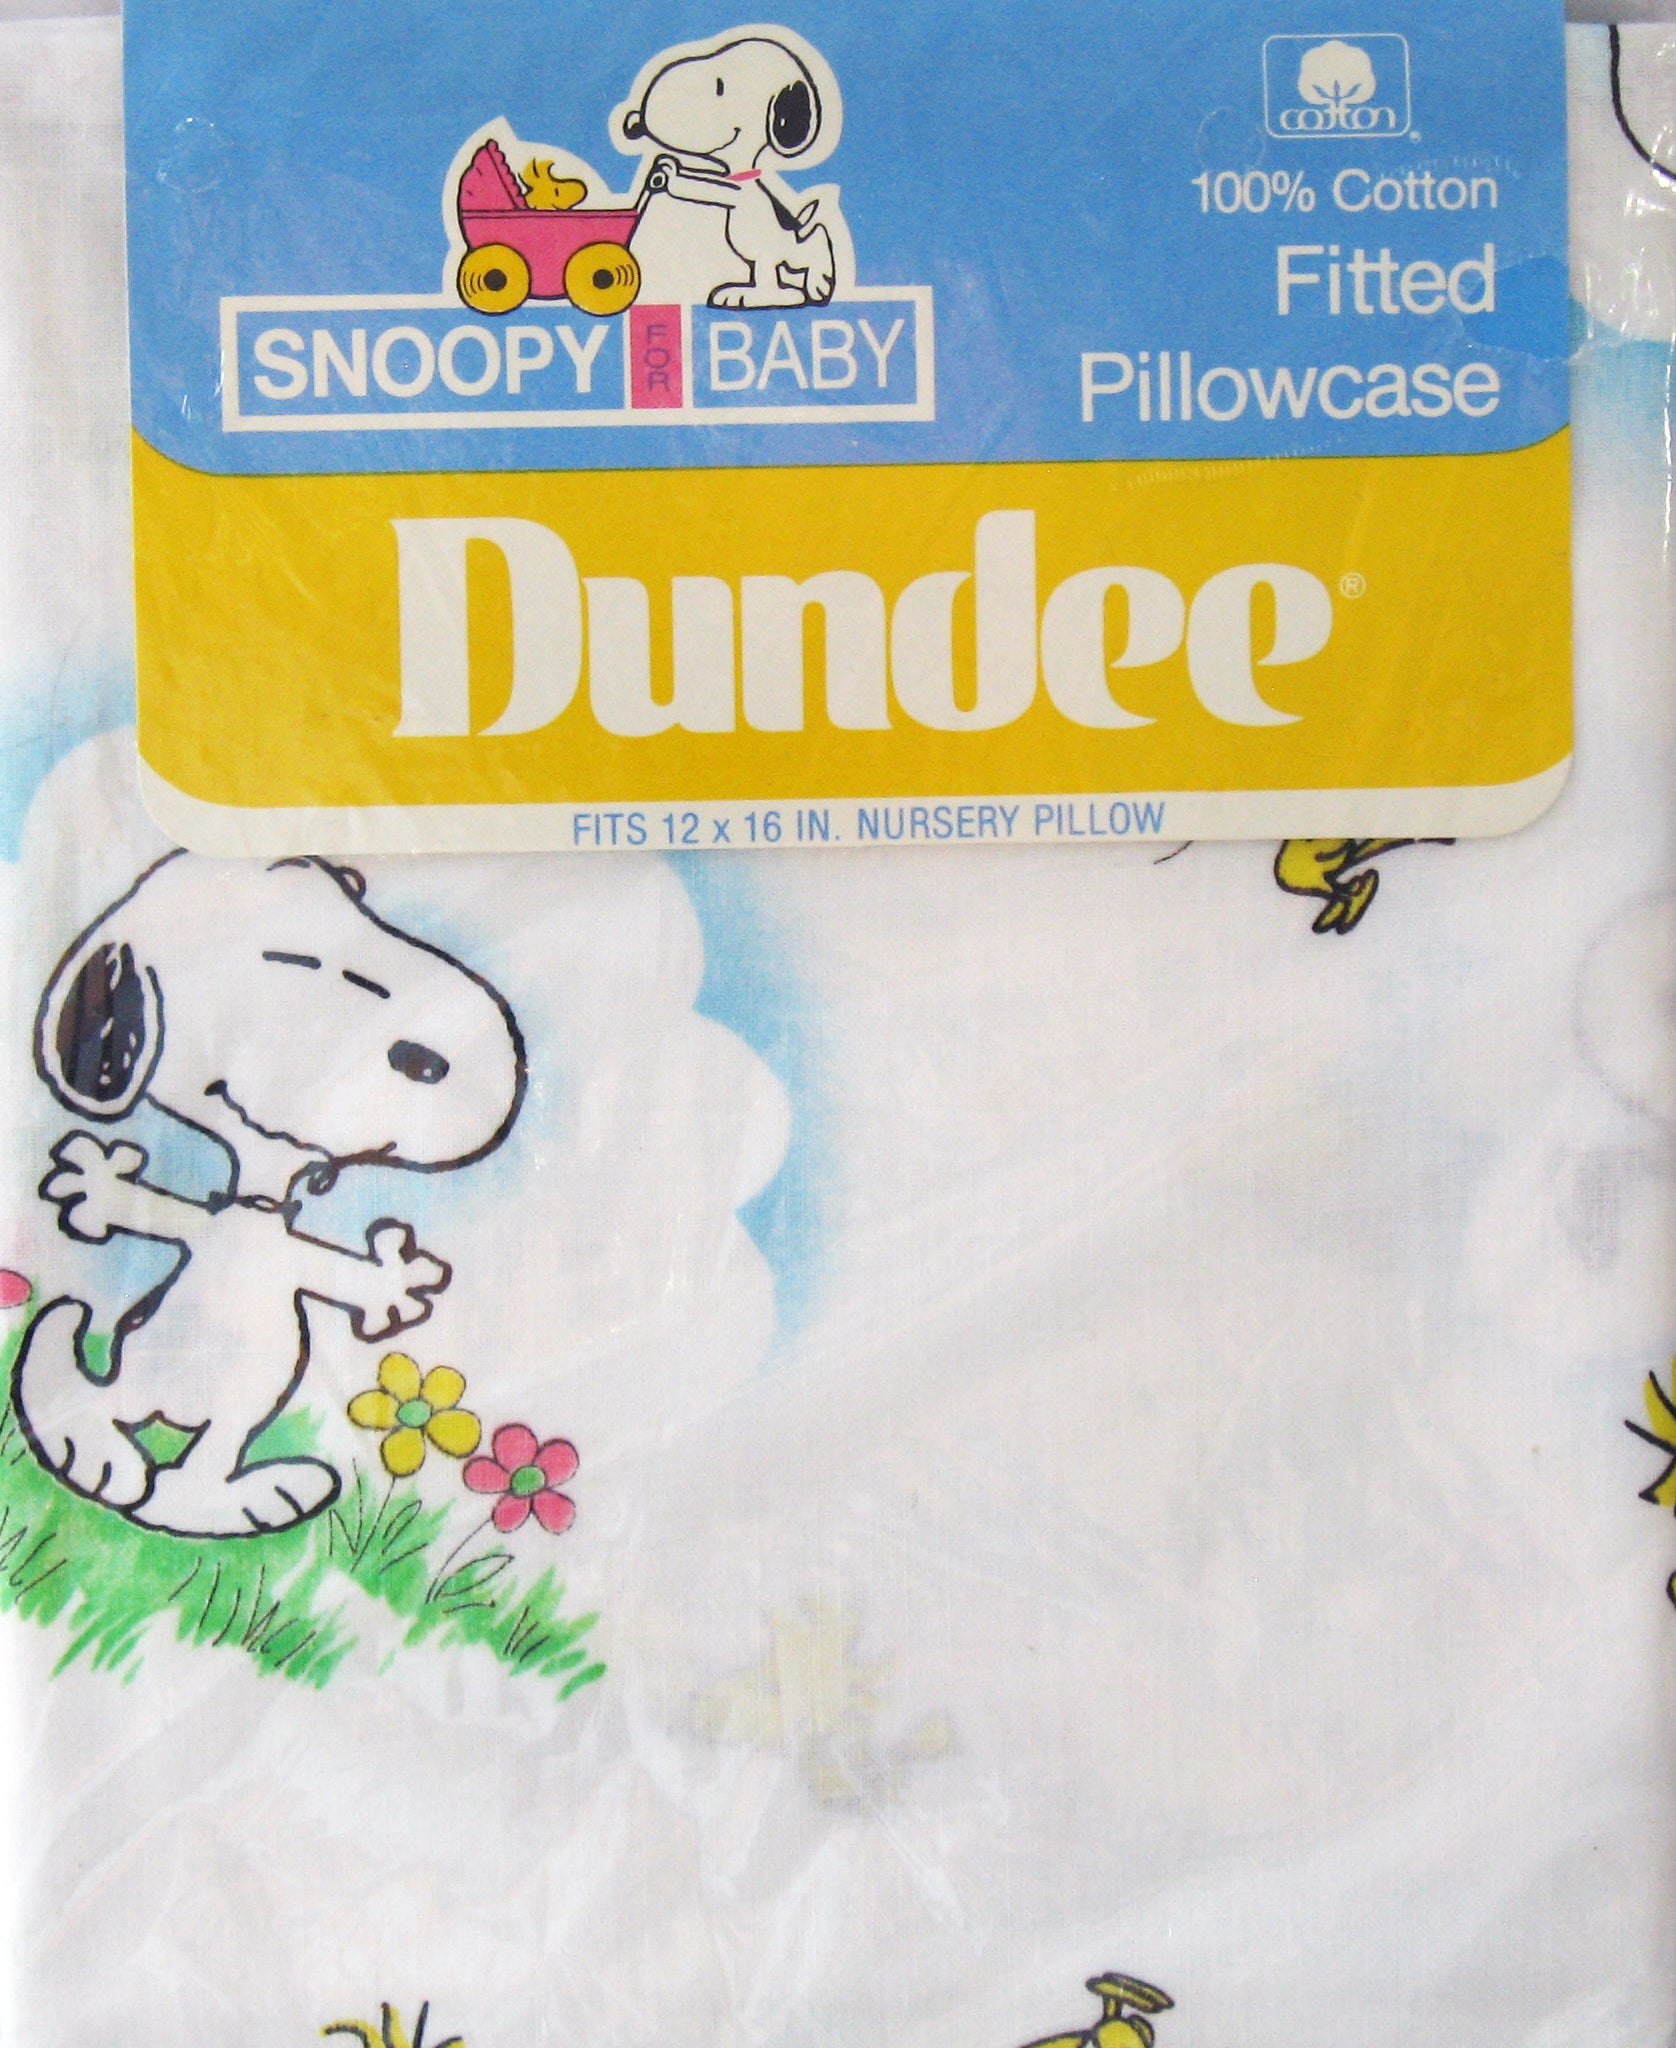 cotton®
100% Cotton
Fitted
Pillowcase
SNOOPY FOR BABY
Dundee®
FITS 12 x 16 IN. NURSERY PILLOW